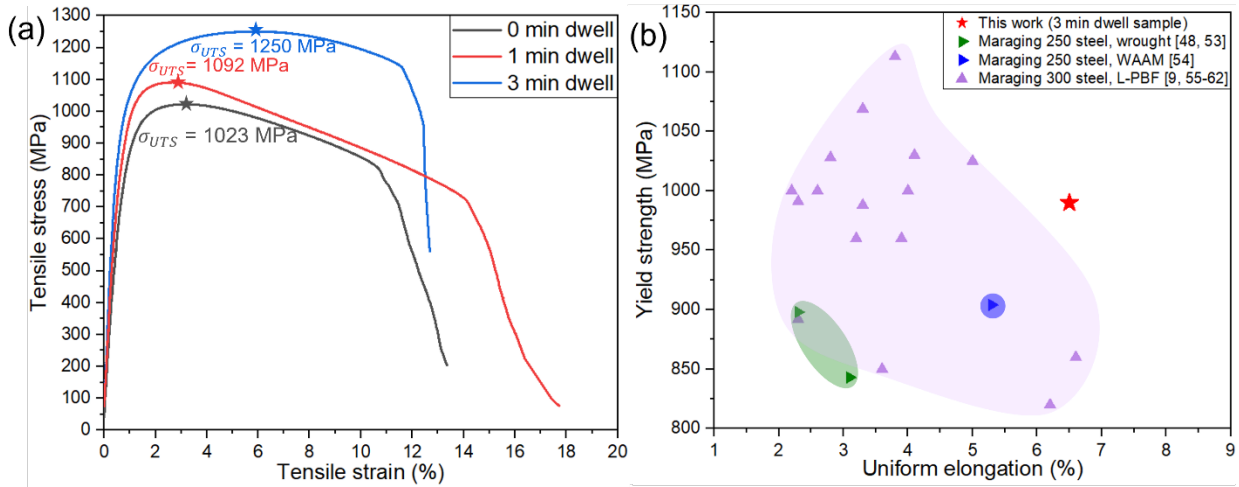 (a)
1300
1200
1100
1000
900
800
700
600
500
400
300
200
100
0
Tensile stress (MPa)
0 min dwell
1 min dwell
3 min dwell
σUTS = 1250 MPa
σUTS = 1092 MPa
σUTS = 1023 MPa
0 2 4 6 8 10 12 14 16 18 20
Tensile strain (%)
(b)
1150
1100
1050
1000
950
900
850
800
Yield strength (MPa)
This work (3 min dwell sample)
Maraging 250 steel, wrought [48, 53]
Maraging 250 steel, WAAM [54]
Maraging 300 steel, L-PBF [9, 55-62]
1 2 3 4 5 6 7 8 9
Uniform elongation (%)